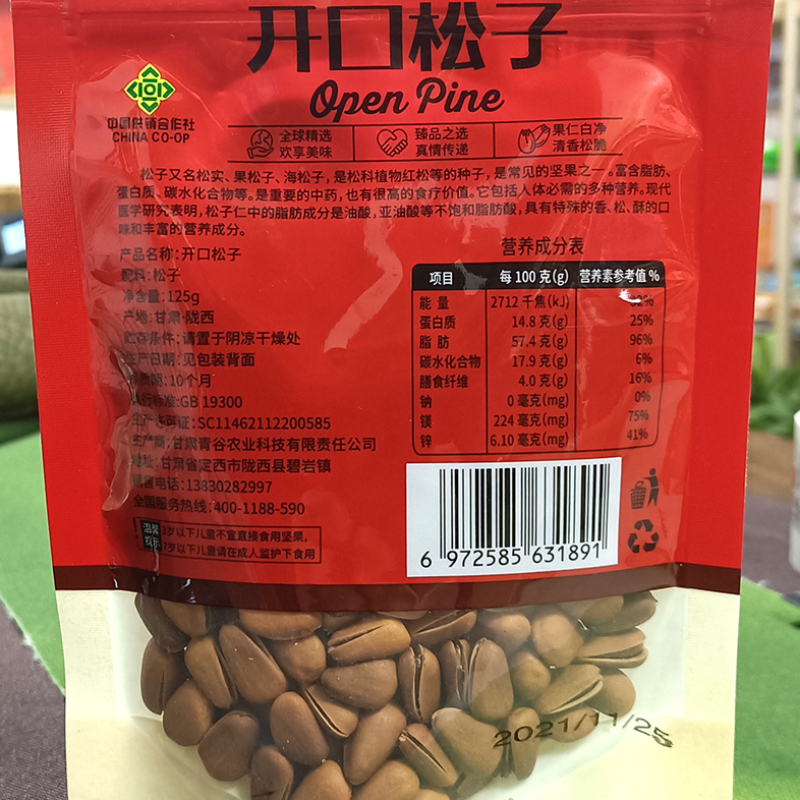 开口松子
Open Pine
中国供销合作社
CHINA CO-OP
全球精选
欢享美味
臻品之选
真情传递
果仁白净
清香松脆
松子又名松实、果松子、海松子，是松科植物红松等的种子，是常见的坚果之一。富含脂肪、
蛋白质、碳水化合物等。是重要的中药，也有很高的食疗价值。它包括人体必需的多种营养。现代
医学研究表明，松子仁中的脂肪成分是油酸，亚油酸等不饱和脂肪酸，具有特殊的香、松、酥的口
味和丰富的营养成分。
产品名称：开口松子
配料：松子
净含量：125g
产地：甘肃·陇西
贮存条件：请置于阴凉干燥处
生产日期：见包装背面
保质期：10个月
执行标准：GB 19300
生产许可证：SC11462112200585
生产商：甘肃青谷农业科技有限责任公司
地址：甘肃省定西市陇西县碧岩镇
销售电话：13830282997
全国服务热线：400-1188-590
温馨提示
3岁以下儿童不宜直接食用坚果，
7岁以下儿童请在成人监护下食用
营养成分表
项目 每 100 克(g) 营养素参考值 %
能 量 2712 千焦(kJ)
蛋白质 14.8 克(g) 25%
脂 肪 57.4 克(g) 96%
碳水化合物 17.9 克(g) 6%
膳食纤维 4.0 克(g) 16%
钠 0 毫克(mg) 0%
镁 224 毫克(mg) 75%
锌 6.10 毫克(mg) 41%
6 972585 631891
2021/11/25